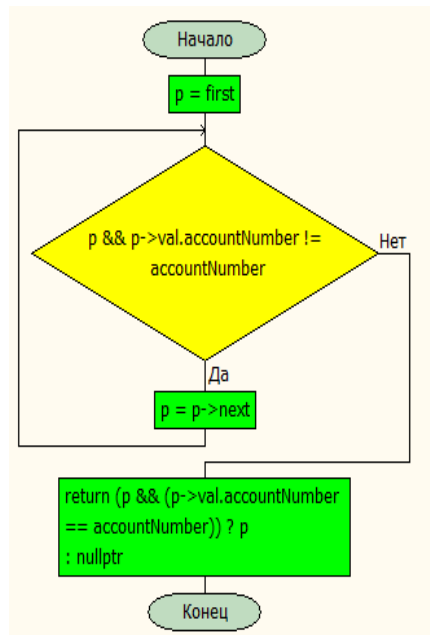 Начало
p = first
p && p->val.accountNumber !=
accountNumber
Нет
Да
p = p->next
return (p && (p->val.accountNumber
== accountNumber)) ? p
: nullptr
Конец